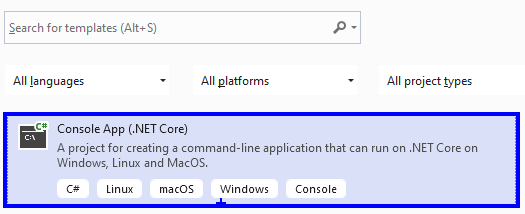 Search for templates (Alt+S)
All languages All platforms All project types
C#
C:\
Console App (.NET Core)
A project for creating a command-line application that can run on .NET Core on
Windows, Linux and MacOS.
C# Linux macOS Windows Console